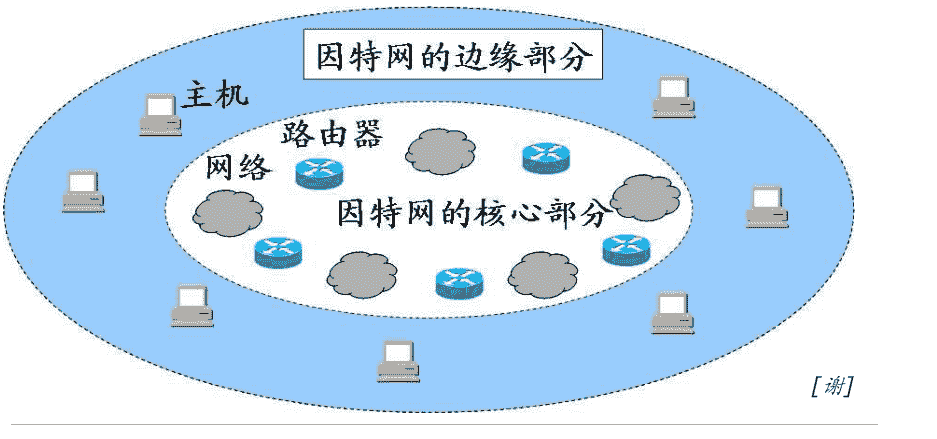 因特网的边缘部分
主机
路由器
网络
因特网的核心部分
[谢]